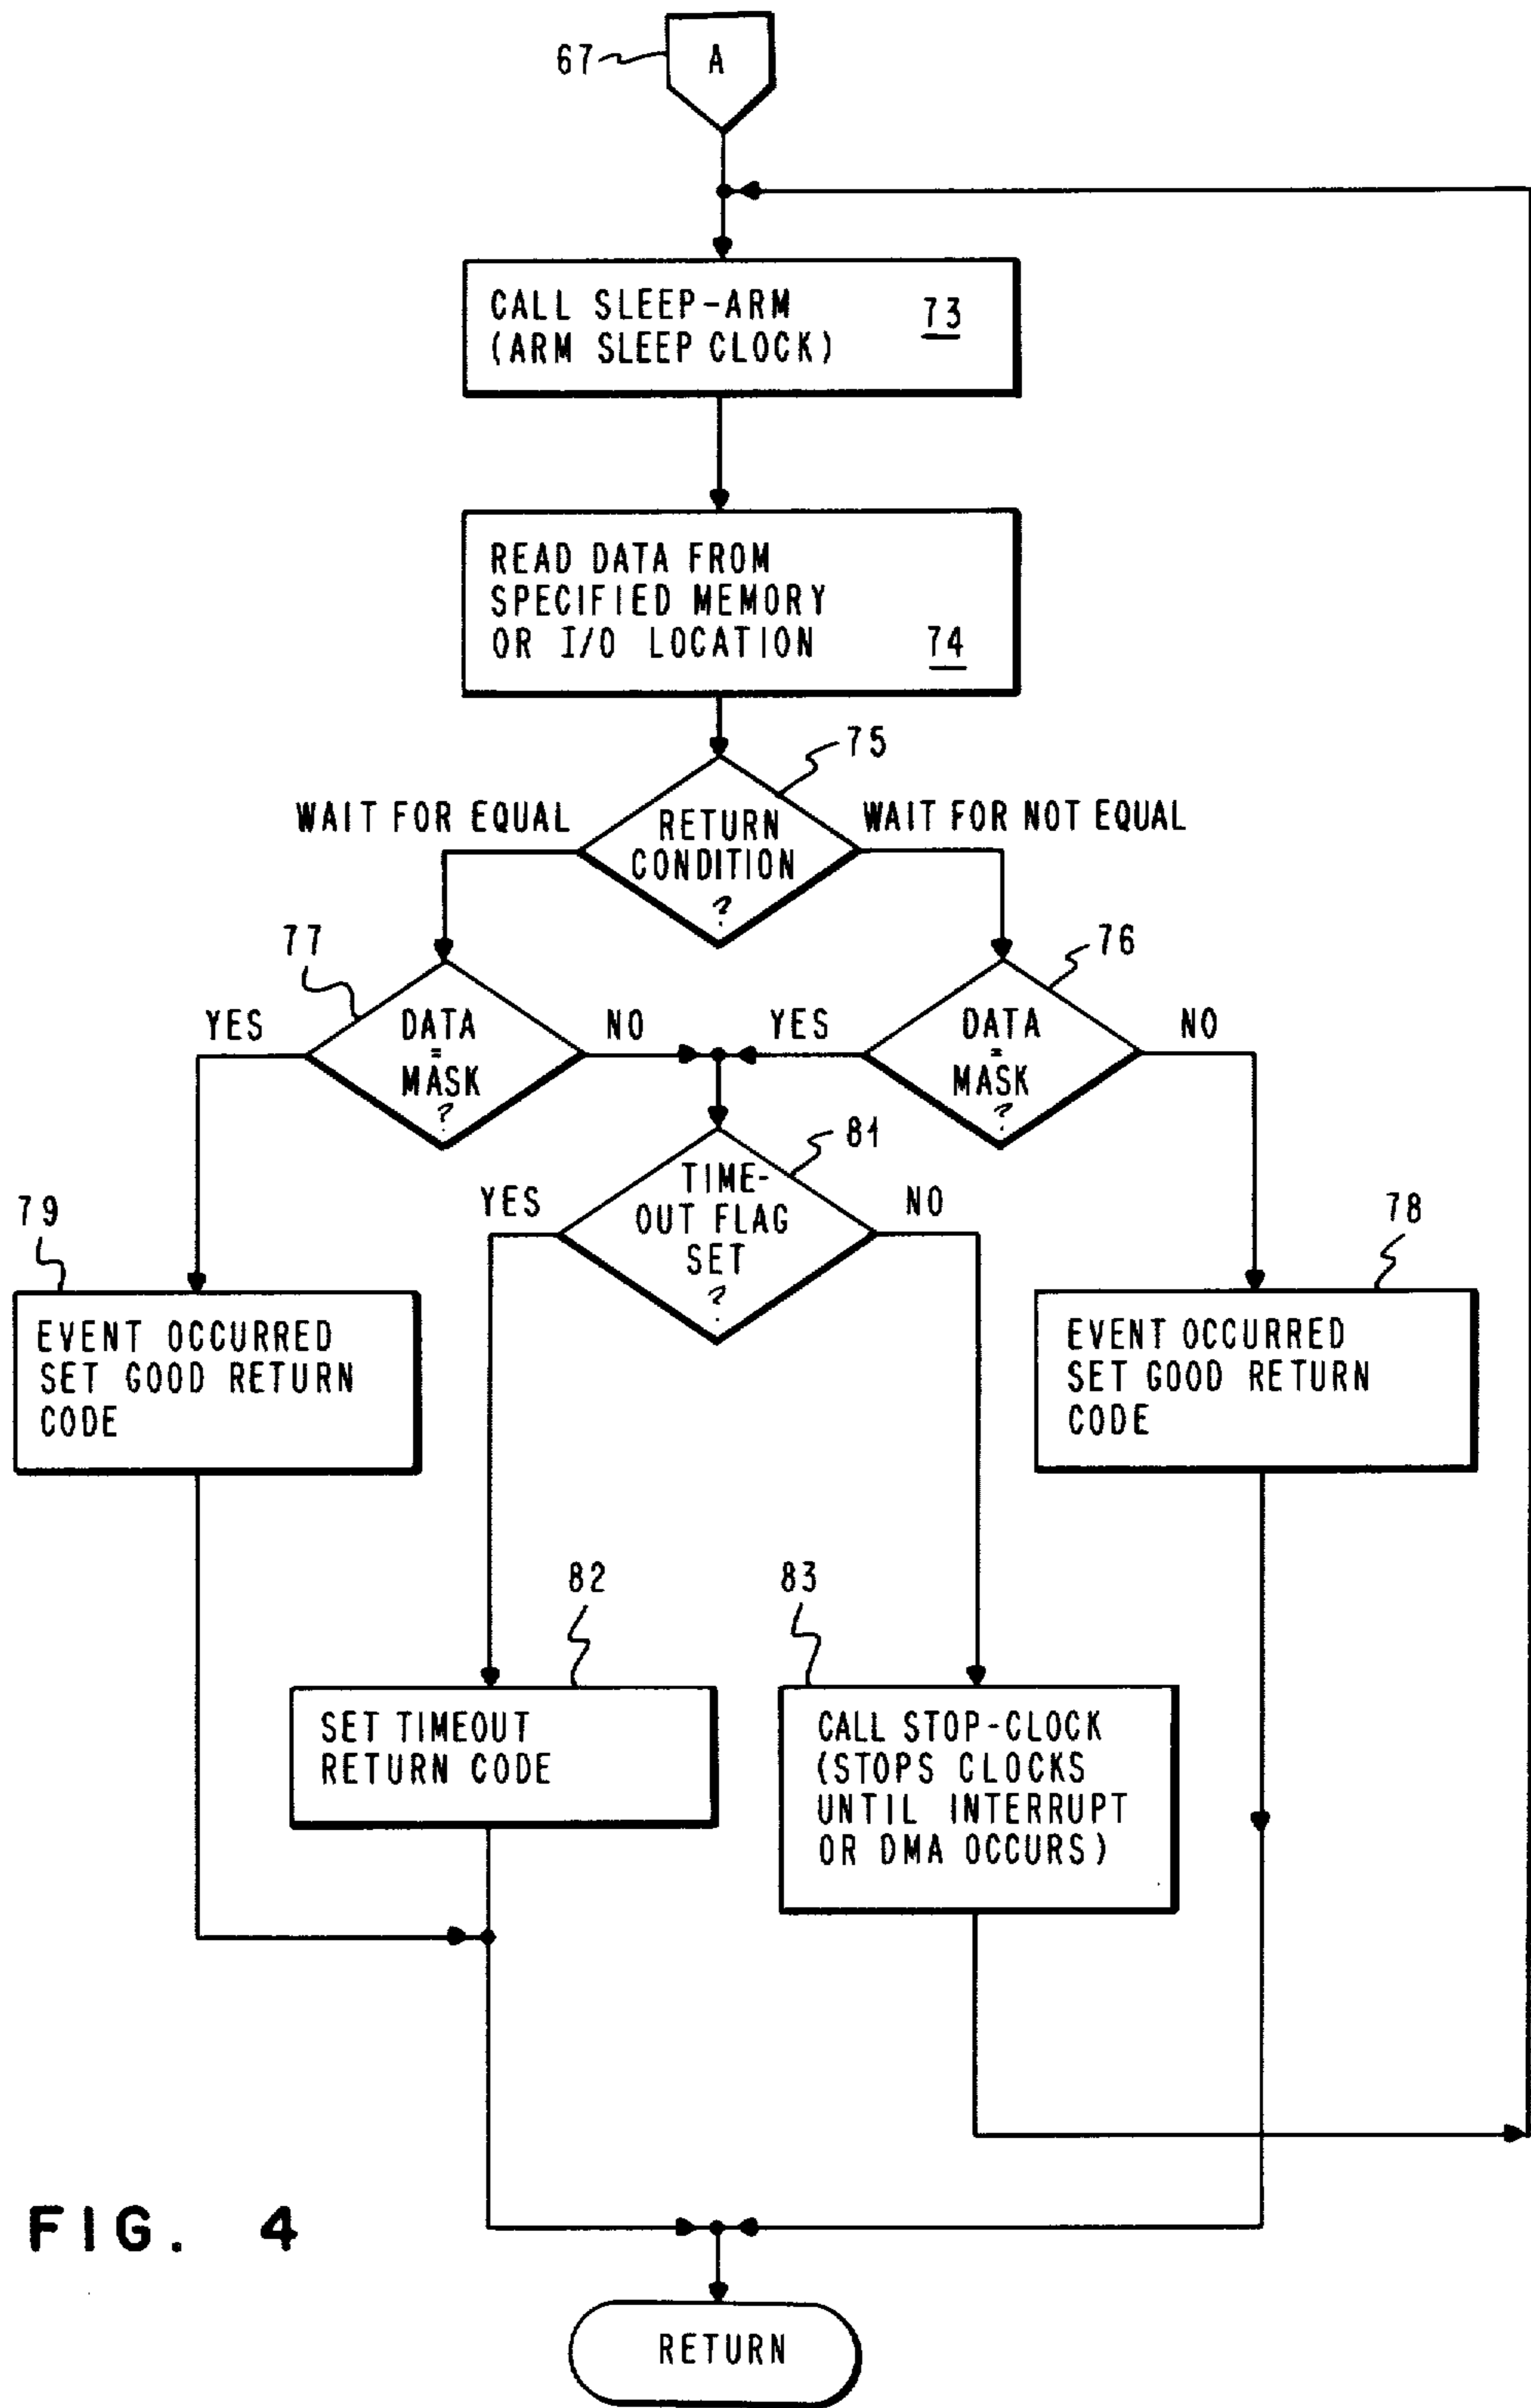 67
A
CALL SLEEP-ARM
(ARM SLEEP CLOCK)
73
READ DATA FROM
SPECIFIED MEMORY
OR I/O LOCATION
74
75
WAIT FOR EQUAL
RETURN
CONDITION
?
WAIT FOR NOT EQUAL
77
76
YES
DATA
=
MASK
?
NO
YES
DATA
=
MASK
?
NO
81
YES
TIME-
OUT FLAG
SET
?
NO
79
78
EVENT OCCURRED
SET GOOD RETURN
CODE
EVENT OCCURRED
SET GOOD RETURN
CODE
82
83
SET TIMEOUT
RETURN CODE
CALL STOP-CLOCK
(STOPS CLOCKS
UNTIL INTERRUPT
OR DMA OCCURS)
FIG. 4
RETURN